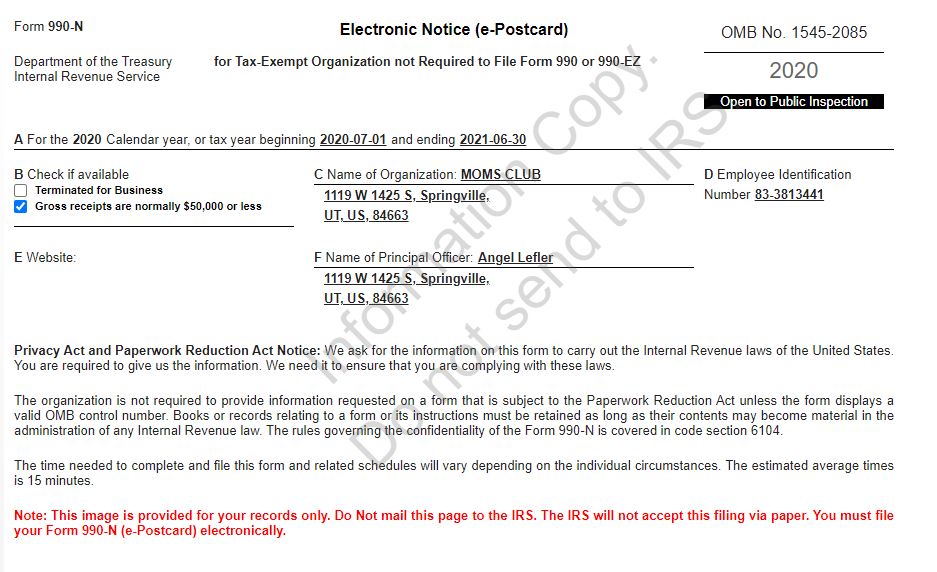 Form 990-N
Department of the Treasury
Internal Revenue Service
Electronic Notice (e-Postcard)
for Tax-Exempt Organization not Required to File Form 990 or 990-EZ
OMB No. 1545-2085
2020
Open to Public Inspection
A For the 2020 Calendar year, or tax year beginning 2020-07-01 and ending 2021-06-30
B Check if available
Terminated for Business
Gross receipts are normally $50,000 or less
C Name of Organization: MOMS CLUB
1119 W 1425 S, Springville,
UT, US, 84663
D Employee Identification
Number 83-3813441
E Website:
F Name of Principal Officer: Angel Lefler
1119 W 1425 S, Springville,
UT, US, 84663
Privacy Act and Paperwork Reduction Act Notice: We ask for the information on this form to carry out the Internal Revenue laws of the United States.
You are required to give us the information. We need it to ensure that you are complying with these laws.
The organization is not required to provide information requested on a form that is subject to the Paperwork Reduction Act unless the form displays a
valid OMB control number. Books or records relating to a form or its instructions must be retained as long as their contents may become material in the
administration of any Internal Revenue law. The rules governing the confidentiality of the Form 990-N is covered in code section 6104.
The time needed to complete and file this form and related schedules will vary depending on the individual circumstances. The estimated average times
is 15 minutes.
Note: This image is provided for your records only. Do Not mail this page to the IRS. The IRS will not accept this filing via paper. You must file
your Form 990-N (e-Postcard) electronically.
Information Copy.
Do not send to IRS.